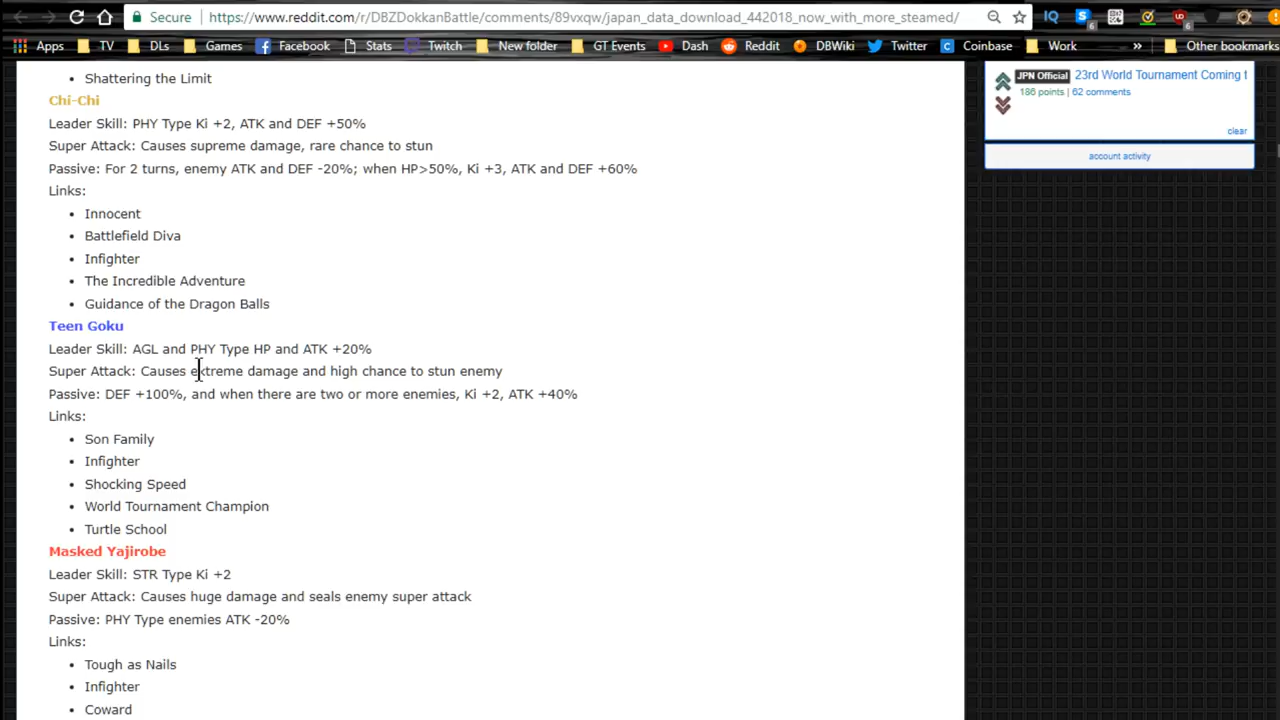 Secure
https://www.reddit.com/r/DBZDokkanBattle/comments/89vxqw/japan_data_download_442018_now_with_more_steamed/
Apps TV DLs Games Facebook Stats Twitch New folder GT Events Dash Reddit DBWiki Twitter Coinbase Work » Other bookmarks
Shattering the Limit
Chi-Chi
Leader Skill: PHY Type Ki +2, ATK and DEF +50%
Super Attack: Causes supreme damage, rare chance to stun
Passive: For 2 turns, enemy ATK and DEF -20%; when HP>50%, Ki +3, ATK and DEF +60%
Links:
Innocent
Battlefield Diva
Infighter
The Incredible Adventure
Guidance of the Dragon Balls
Teen Goku
Leader Skill: AGL and PHY Type HP and ATK +20%
Super Attack: Causes extreme damage and high chance to stun enemy
Passive: DEF +100%, and when there are two or more enemies, Ki +2, ATK +40%
Links:
Son Family
Infighter
Shocking Speed
World Tournament Champion
Turtle School
Masked Yajirobe
Leader Skill: STR Type Ki +2
Super Attack: Causes huge damage and seals enemy super attack
Passive: PHY Type enemies ATK -20%
Links:
Tough as Nails
Infighter
Coward
JPN Official 23rd World Tournament Coming t
186 points | 62 comments
clear
account activity